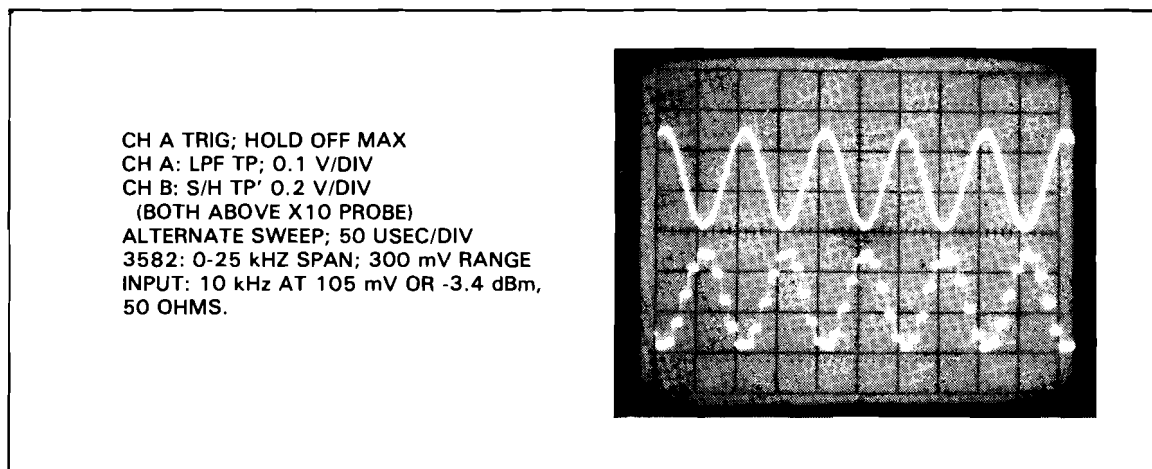 CH A TRIG; HOLD OFF MAX
CH A: LPF TP; 0.1 V/DIV
CH B: S/H TP' 0.2 V/DIV
(BOTH ABOVE X10 PROBE)
ALTERNATE SWEEP; 50 USEC/DIV
3582: 0-25 kHZ SPAN; 300 mV RANGE
INPUT: 10 kHz AT 105 mV OR -3.4 dBm,
50 OHMS.